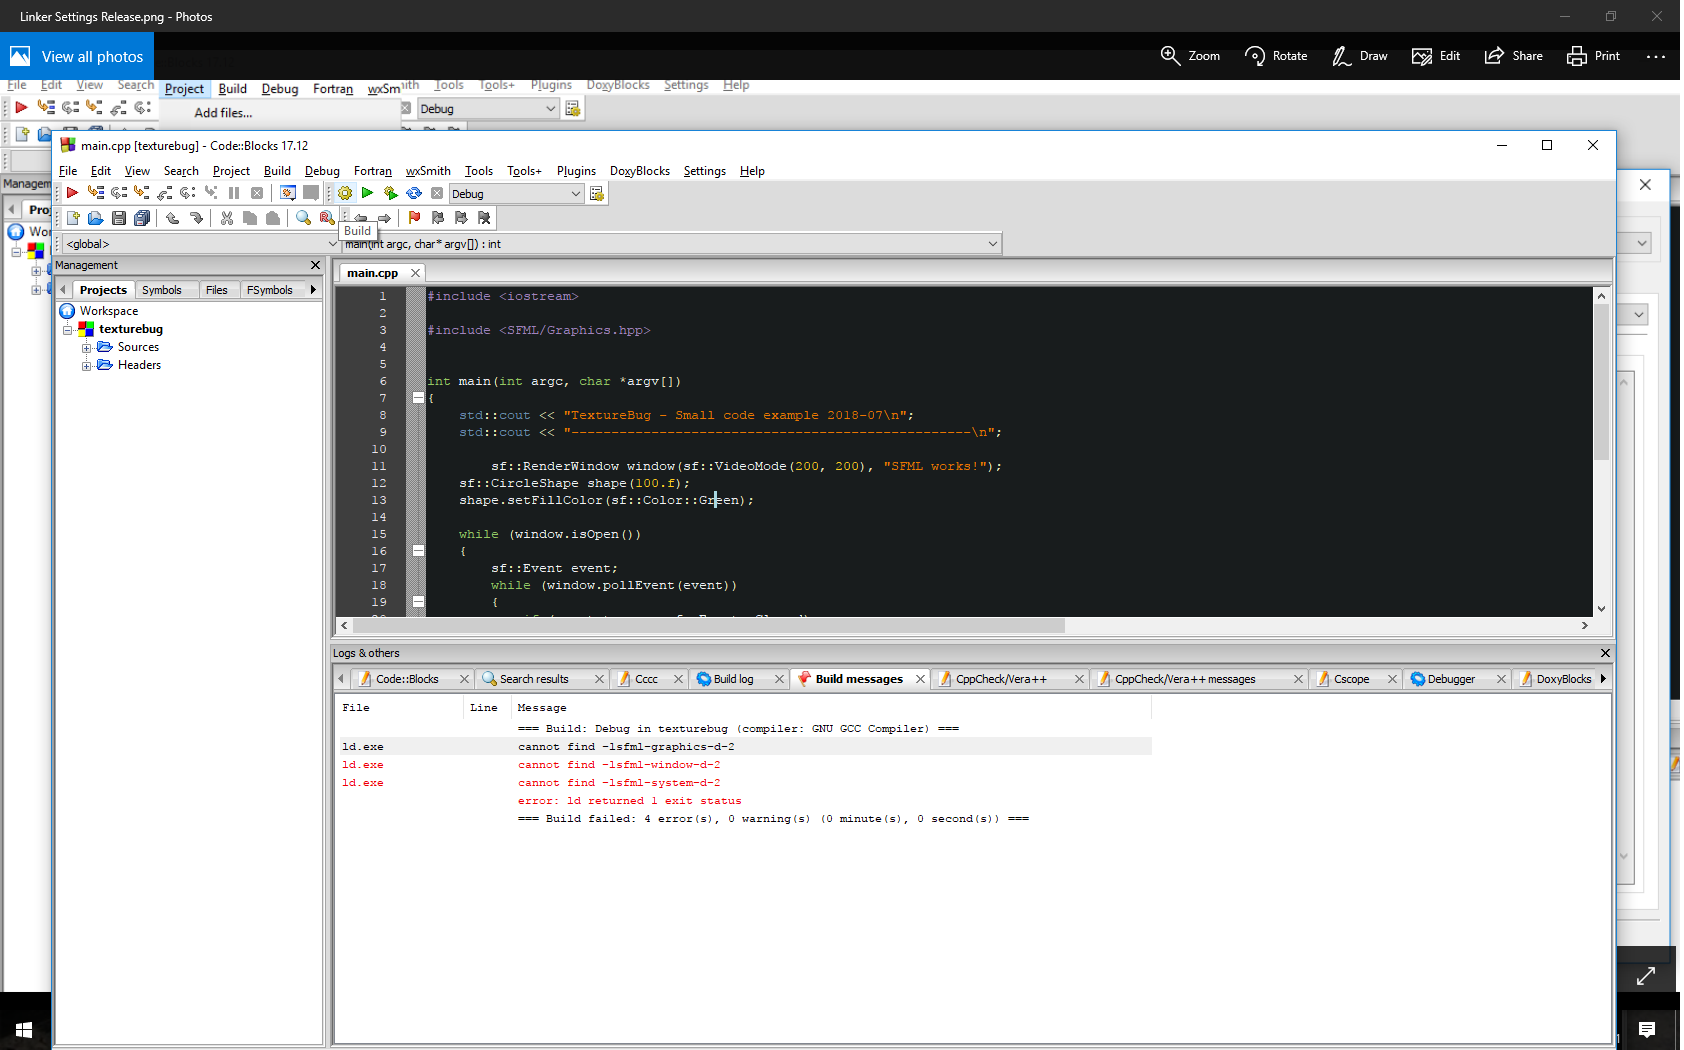 Linker Settings Release.png - Photos
View all photos
Zoom Rotate Draw Edit Share Print
File Edit View Search Project Build Debug Fortran wxSm ith Tools Tools+ Plugins DoxyBlocks Settings Help
Add files...
Debug
main.cpp [texturebug] - Code::Blocks 17.12
File Edit View Search Project Build Debug Fortran wxSmith Tools Tools+ Plugins DoxyBlocks Settings Help
Debug
Managem
Build
Proj
<global>
main(int argc, char* argv[]) : int
Wor
Management
main.cpp
Projects Symbols Files FSymbols
Workspace
texturebug
Sources
Headers
1 #include <iostream>
2
3 #include <SFML/Graphics.hpp>
4
5
6 int main(int argc, char *argv[])
7 {
8 std::cout << "TextureBug - Small code example 2018-07\n";
9 std::cout << "--------------------------------------------------\n";
10
11 sf::RenderWindow window(sf::VideoMode(200, 200), "SFML works!");
12 sf::CircleShape shape(100.f);
13 shape.setFillColor(sf::Color::Green);
14
15 while (window.isOpen())
16 {
17 sf::Event event;
18 while (window.pollEvent(event))
19 {
Logs & others
Code::Blocks Search results Cccc Build log Build messages CppCheck/Vera++ CppCheck/Vera++ messages Cscope Debugger DoxyBlocks
File Line Message
=== Build: Debug in texturebug (compiler: GNU GCC Compiler) ===
ld.exe cannot find -lsfml-graphics-d-2
ld.exe cannot find -lsfml-window-d-2
ld.exe cannot find -lsfml-system-d-2
error: ld returned 1 exit status
=== Build failed: 4 error(s), 0 warning(s) (0 minute(s), 0 second(s)) ===